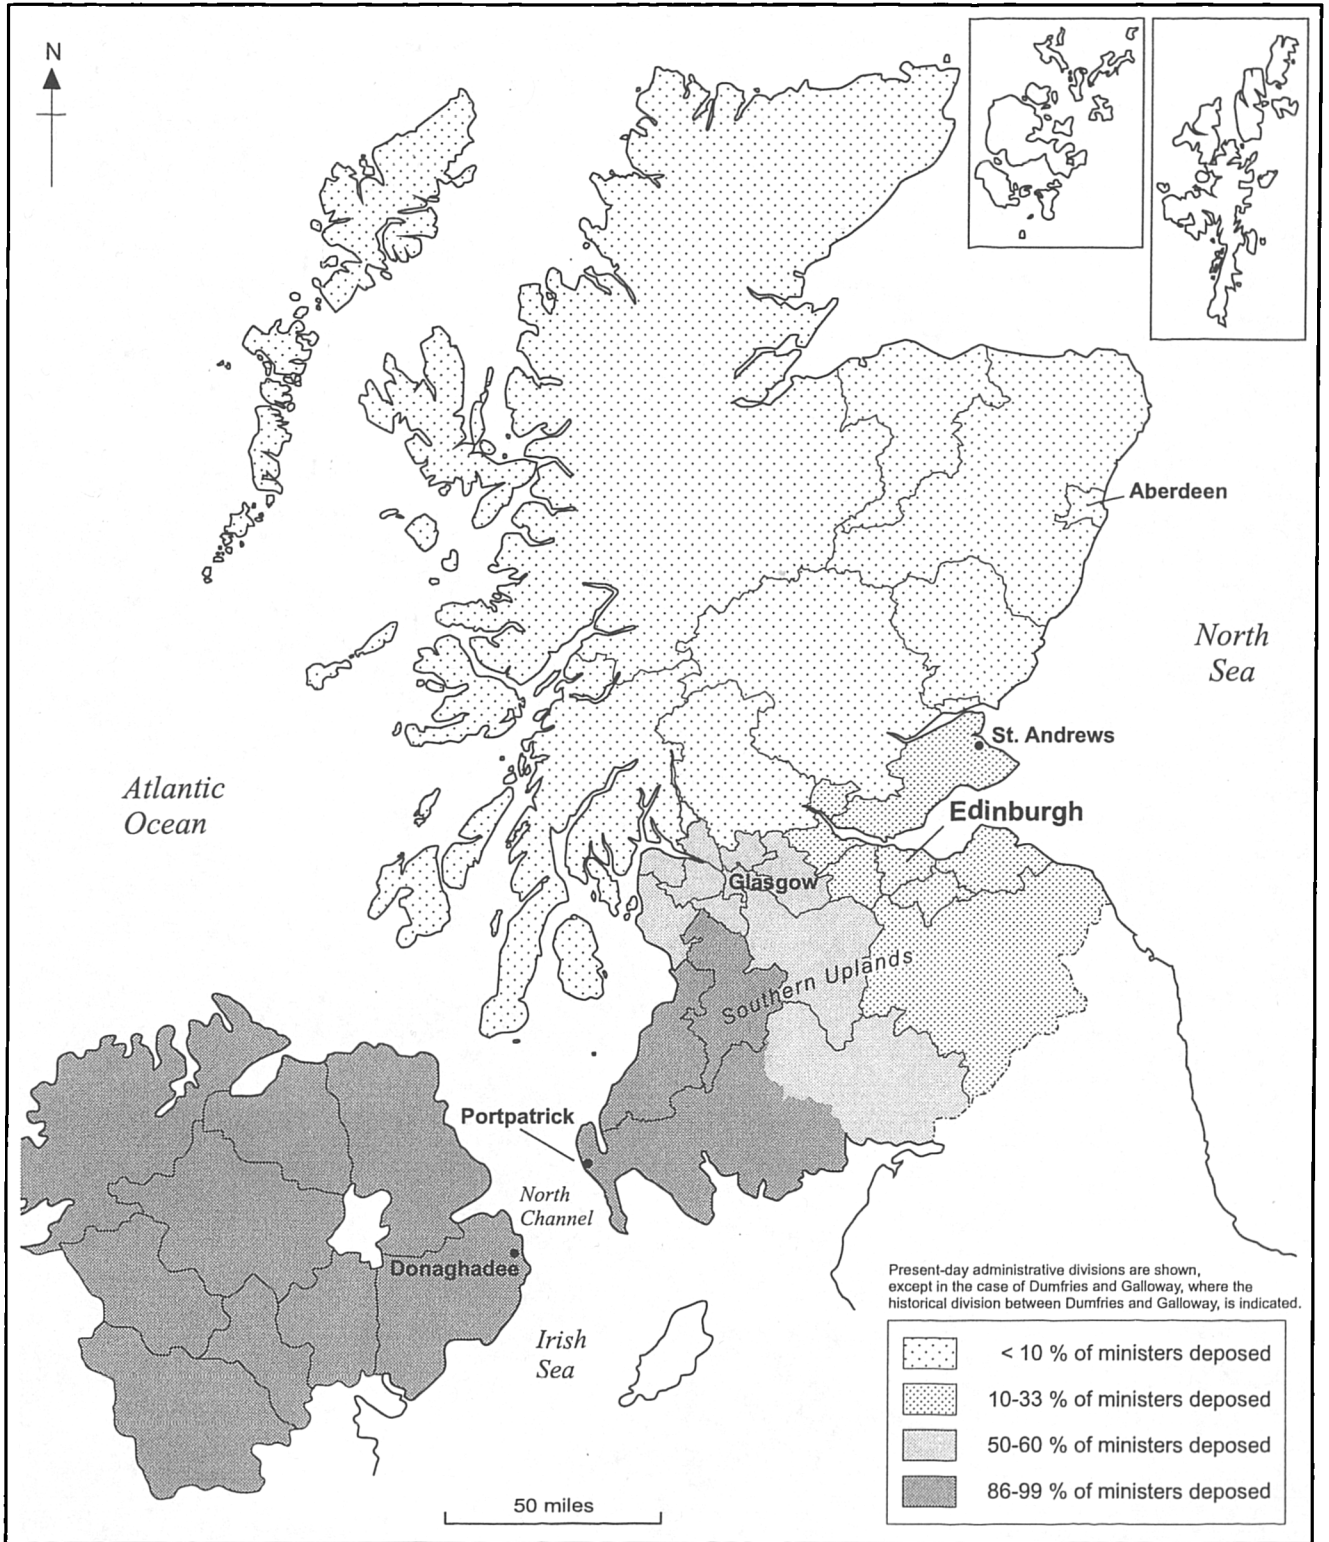 N
Aberdeen
North
Sea
St. Andrews
Atlantic
Ocean
Edinburgh
Glasgow
Southern Uplands
Portpatrick
North
Channel
Donaghadee
Irish
Sea
Present-day administrative divisions are shown,
except in the case of Dumfries and Galloway, where the
historical division between Dumfries and Galloway, is indicated.
< 10 % of ministers deposed
10-33 % of ministers deposed
50-60 % of ministers deposed
86-99 % of ministers deposed
50 miles